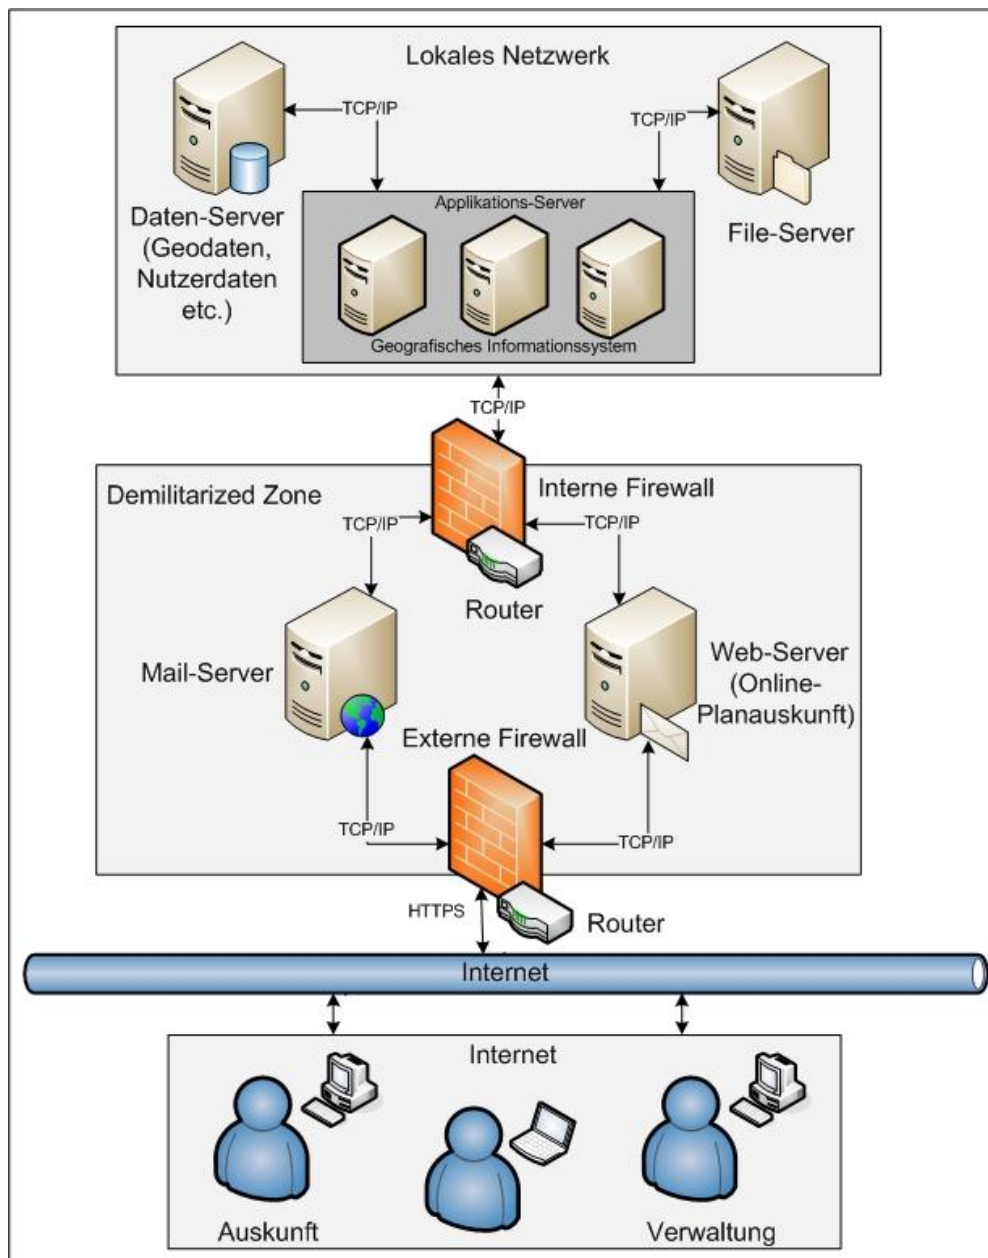 Lokales Netzwerk
TCP/IP
TCP/IP
Daten-Server
(Geodaten,
Nutzerdaten
etc.)
File-Server
Applikations-Server
Geografisches Informationssystem
TCP/IP
Demilitarized Zone
Interne Firewall
TCP/IP
TCP/IP
Router
Mail-Server
Web-Server
(Online-
Planauskunft)
Externe Firewall
TCP/IP
TCP/IP
HTTPS
Router
Internet
Internet
Auskunft
Verwaltung